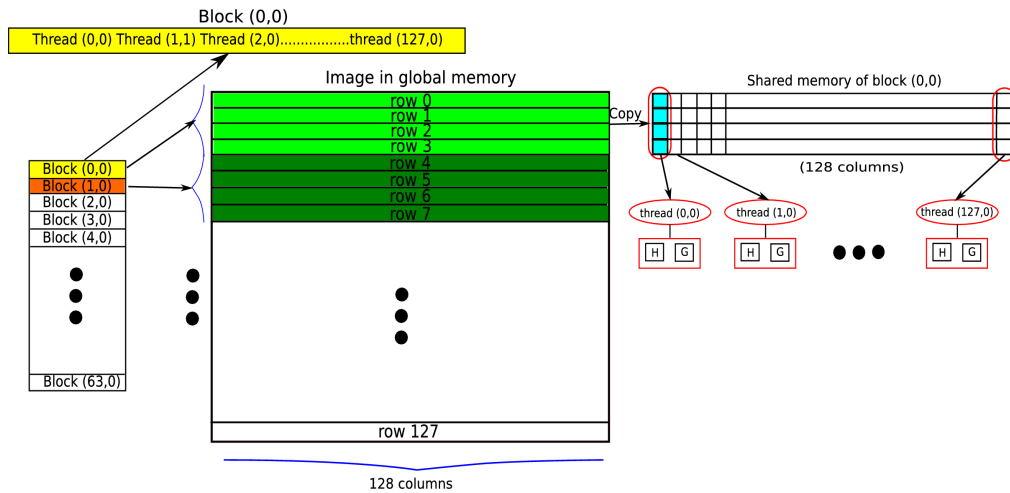 Block (0,0)
Thread (0,0) Thread (1,1) Thread (2,0).................thread (127,0)
Image in global memory
Shared memory of block (0,0)
row 0
row 1
row 2
row 3
row 4
row 5
row 6
row 7
Copy
(128 columns)
Block (0,0)
Block (1,0)
Block (2,0)
Block (3,0)
Block (4,0)
thread (0,0)
thread (1,0)
thread (127,0)
H G
H G
H G
Block (63,0)
row 127
128 columns